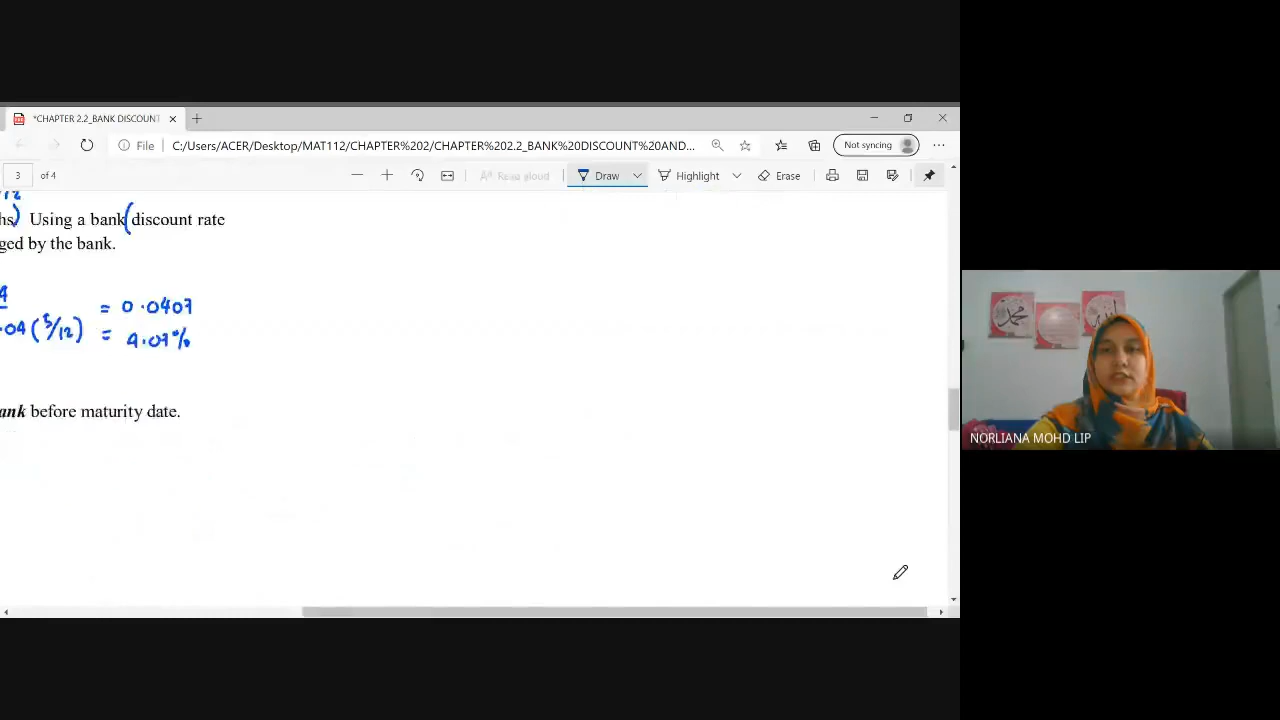 *CHAPTER 2.2_BANK DISCOUNT
File
C:/Users/ACER/Desktop/MAT112/CHAPTER%202/CHAPTER%202.2_BANK%20DISCOUNT%20AND...
Not syncing
3 of 4
Read aloud
Draw
Highlight
Erase
hs) Using a bank (discount rate
ged by the bank.
4
.04 (5/12)
= 0.0407
= 4.07%
ank before maturity date.
NORLIANA MOHD LIP